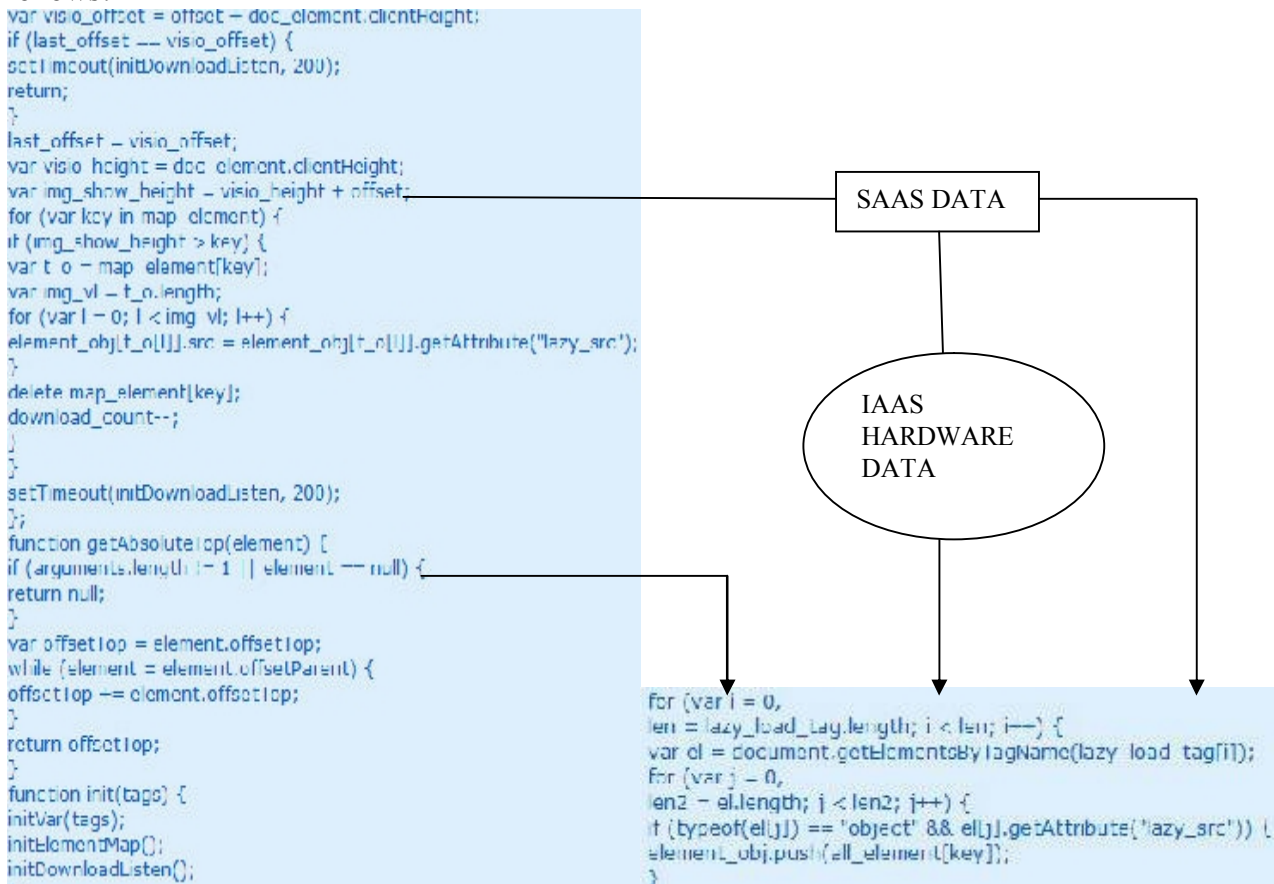 var visio_offset = offset - doc_element.clientHeight;
if (last_offset == visio_offset) {
setTimeout(initDownloadListen, 200);
return;
}
last_offset = visio_offset;
var visio_height = doc_element.clientHeight;
var img_show_height = visio_height + offset;
for (var key in map_element) {
if (img_show_height > key) {
var t_o = map_element[key];
var img_vl = t_o.length;
for (var l = 0; l < img_vl; l++) {
element_obj[t_o[l]].src = element_obj[t_o[l]].getAttribute("lazy_src");
}
delete map_element[key];
download_count--;
}
}
setTimeout(initDownloadListen, 200);
};
function getAbsoluteTop(element) {
if (arguments.length != 1 || element == null) {
return null;
}
var offsetTop = element.offsetTop;
while (element = element.offsetParent) {
offsetTop += element.offsetTop;
}
return offsetTop;
}
function init(tags) {
initVar(tags);
initElementMap();
initDownloadListen();
SAAS DATA
IAAS
HARDWARE
DATA
for (var i = 0,
len = lazy_load_tag.length; i < len; i++) {
var el = document.getElementsByTagName(lazy_load_tag[i]);
for (var j = 0,
len2 = el.length; j < len2; j++) {
if (typeof(el[j]) == "object" && el[j].getAttribute("lazy_src")) {
element_obj.push(all_element[key]);
}